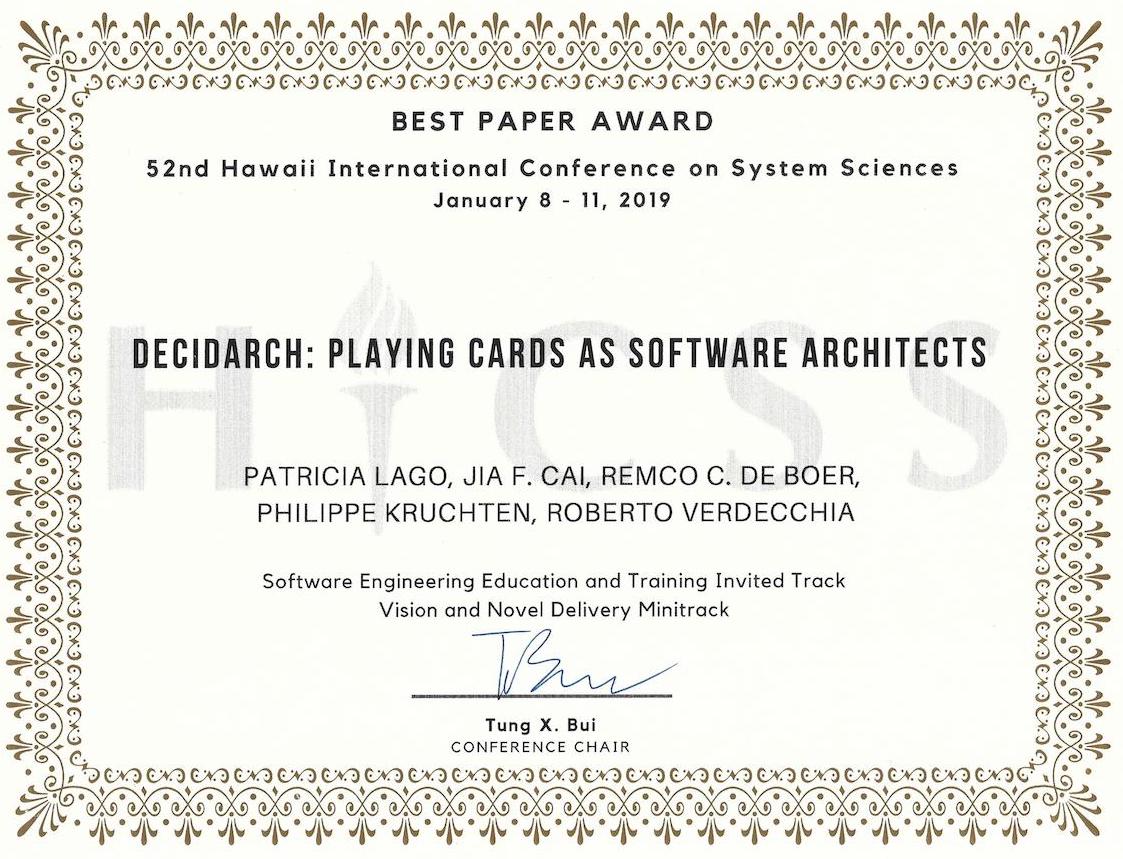 BEST PAPER AWARD
52nd Hawaii International Conference on System Sciences
January 8 - 11, 2019
HICSS
DECIDARCH: PLAYING CARDS AS SOFTWARE ARCHITECTS
PATRICIA LAGO, JIA F. CAI, REMCO C. DE BOER,
PHILIPPE KRUCHTEN, ROBERTO VERDECCHIA
Software Engineering Education and Training Invited Track
Vision and Novel Delivery Minitrack
Tung X. Bui
CONFERENCE CHAIR